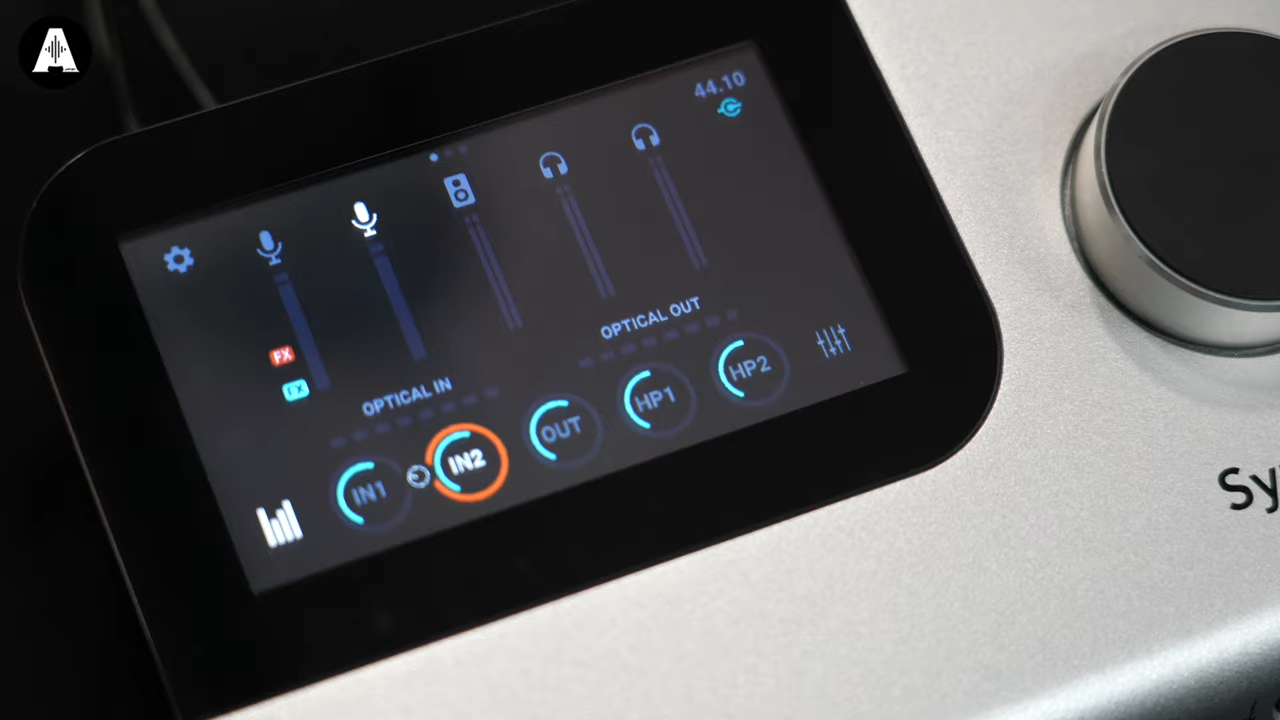 A
44.10
FX
FX
OPTICAL IN
OPTICAL OUT
IN1
IN2
OUT
HP1
HP2
Sy